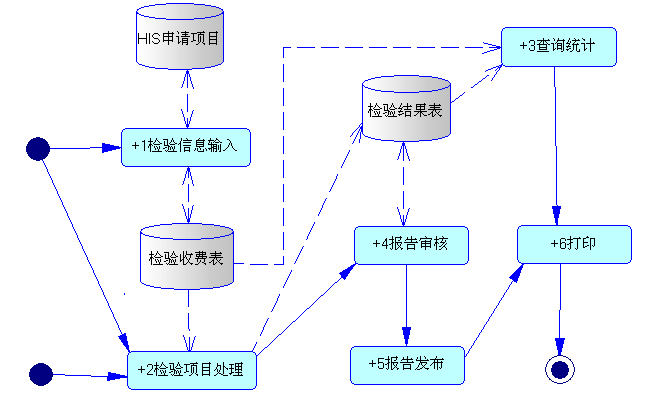 HIS申请项目
+3查询统计
检验结果表
+1检验信息输入
检验收费表
+4报告审核
+6打印
+2检验项目处理
+5报告发布